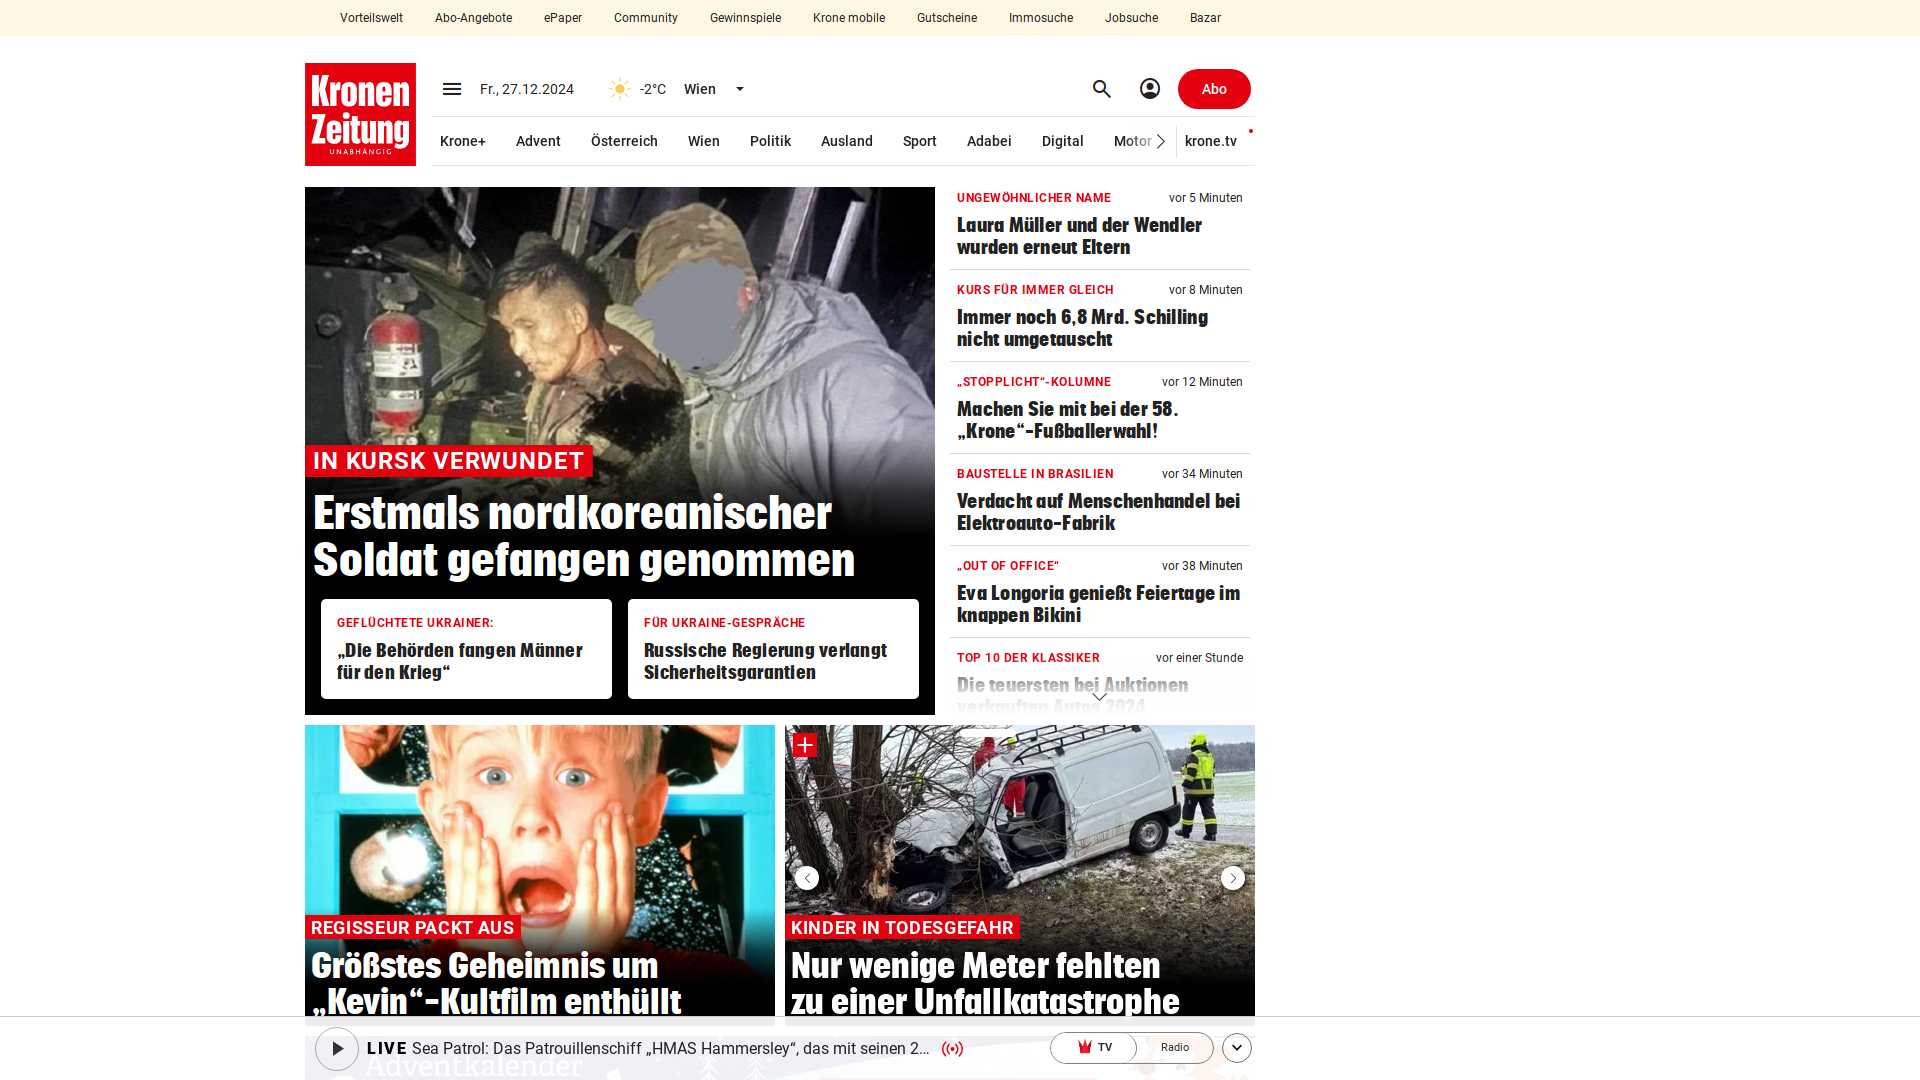 Vorteilswelt
Abo-Angebote
ePaper
Community
Gewinnspiele
Krone mobile
Gutscheine
Immosuche
Jobsuche
Bazar
Kronen
Zeitung
UNABHÄNGIG
Fr., 27.12.2024
-2°C
Wien
Abo
Krone+
Advent
Österreich
Wien
Politik
Ausland
Sport
Adabei
Digital
Motor
krone.tv
IN KURSK VERWUNDET
Erstmals nordkoreanischer
Soldat gefangen genommen
GEFLÜCHTETE UKRAINER:
„Die Behörden fangen Männer
für den Krieg“
FÜR UKRAINE-GESPRÄCHE
Russische Regierung verlangt
Sicherheitsgarantien
UNGEWÖHNLICHER NAME
vor 5 Minuten
Laura Müller und der Wendler
wurden erneut Eltern
KURS FÜR IMMER GLEICH
vor 8 Minuten
Immer noch 6,8 Mrd. Schilling
nicht umgetauscht
„STOPPLICHT“-KOLUMNE
vor 12 Minuten
Machen Sie mit bei der 58.
„Krone“-Fußballerwahl!
BAUSTELLE IN BRASILIEN
vor 34 Minuten
Verdacht auf Menschenhandel bei
Elektroauto-Fabrik
„OUT OF OFFICE“
vor 38 Minuten
Eva Longoria genießt Feiertage im
knappen Bikini
TOP 10 DER KLASSIKER
vor einer Stunde
Die teuersten bei Auktionen
verkauften Autos 2024
REGISSEUR PACKT AUS
Größstes Geheimnis um
„Kevin“-Kultfilm enthüllt
KINDER IN TODESGEFAHR
Nur wenige Meter fehlten
zu einer Unfallkatastrophe
LIVE Sea Patrol: Das Patrouillenschiff „HMAS Hammersley“, das mit seinen 2...
TV
Radio
Adventkalender